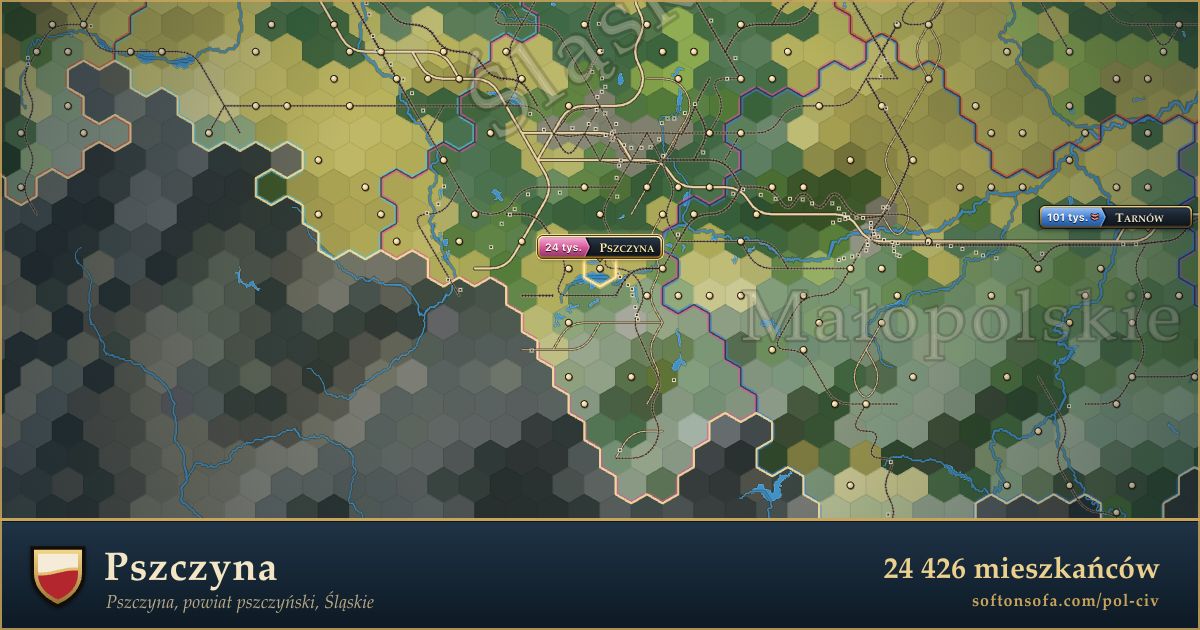 Śląsk
101 tys. Tarnów
24 tys. Pszczyna
Małopolskie
Pszczyna
24 426 mieszkańców
Pszczyna, powiat pszczyński, Śląskie
softonsofa.com/pol-civ